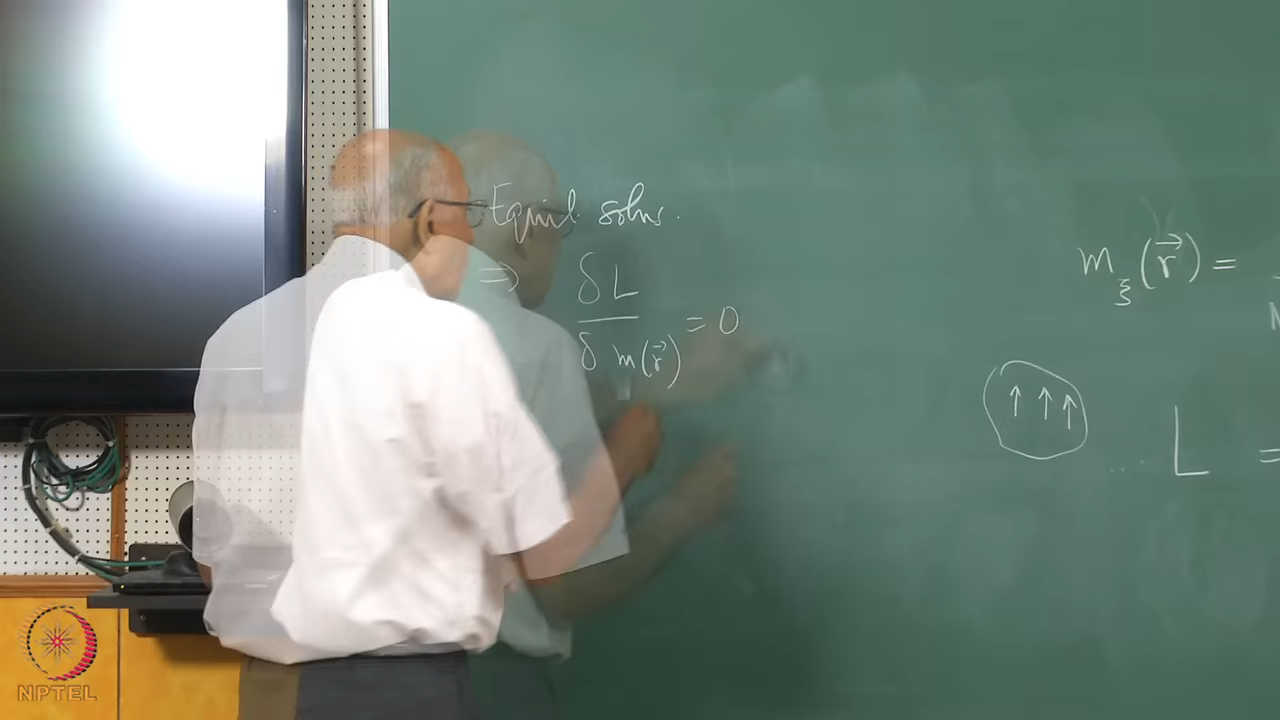 Equil. solns.
⇒ δL / δm(r⃗) = 0
m_ξ(r⃗) =
↑ ↑ ↑
.... L =
NPTEL